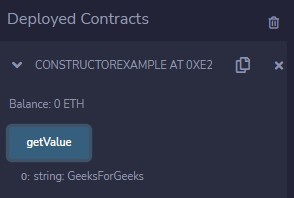 Deployed Contracts
CONSTRUCTOREXAMPLE AT 0XE2
Balance: 0 ETH
getValue
0: string: GeeksForGeeks